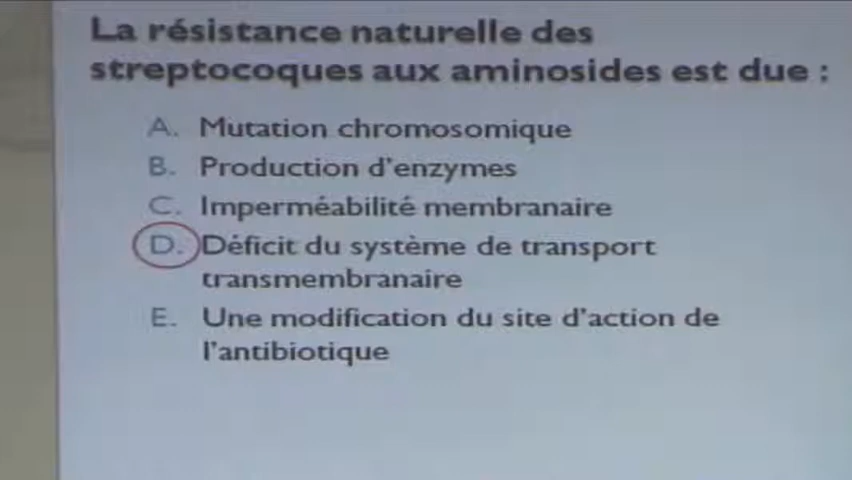 La résistance naturelle des
streptocoques aux aminosides est due :
A. Mutation chromosomique
B. Production d'enzymes
C. Imperméabilité membranaire
D. Déficit du système de transport
transmembranaire
E. Une modification du site d'action de
l'antibiotique